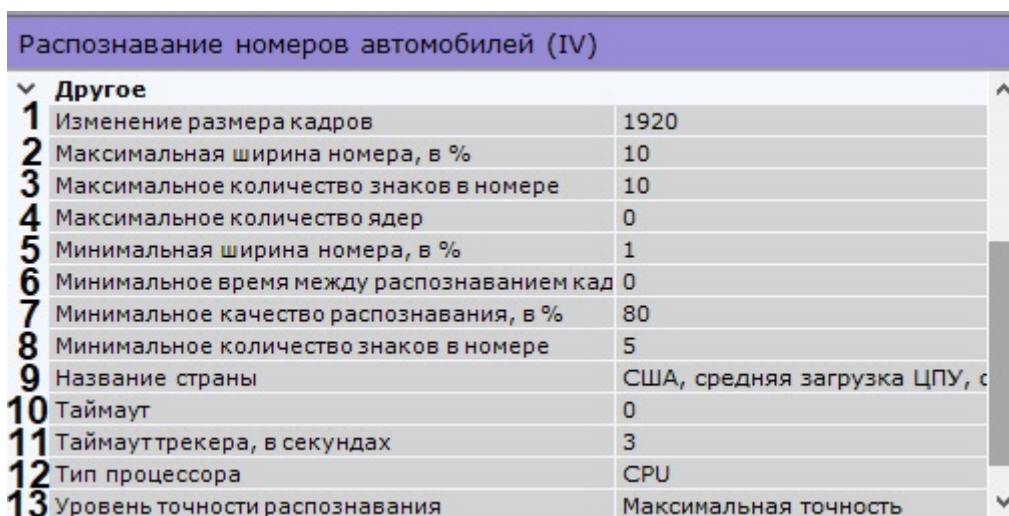 Распознавание номеров автомобилей (IV)
Другое
1 Изменение размера кадров 1920
2 Максимальная ширина номера, в % 10
3 Максимальное количество знаков в номере 10
4 Максимальное количество ядер 0
5 Минимальная ширина номера, в % 1
6 Минимальное время между распознаванием кад 0
7 Минимальное качество распознавания, в % 80
8 Минимальное количество знаков в номере 5
9 Название страны США, средняя загрузка ЦПУ, с
10 Таймаут 0
11 Таймаут трекера, в секундах 3
12 Тип процессора CPU
13 Уровень точности распознавания Максимальная точность